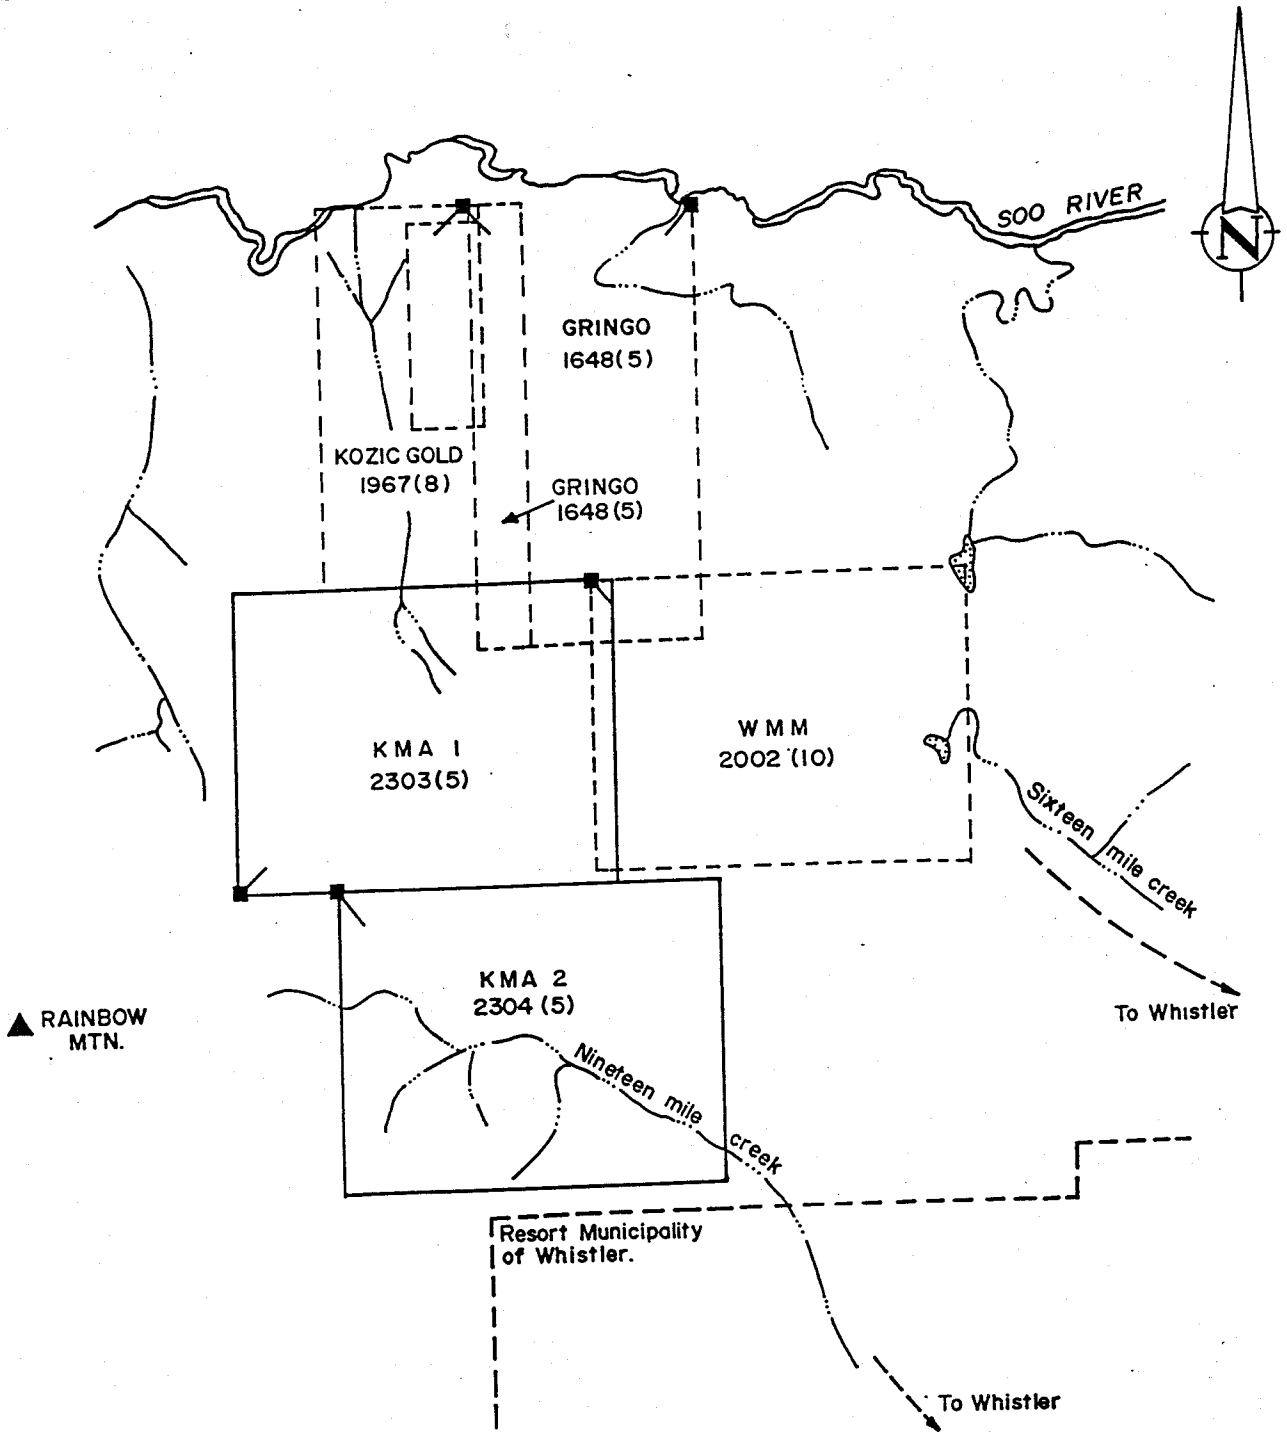 N
SOO RIVER
GRINGO
1648(5)
KOZIC GOLD
1967(8)
GRINGO
1648(5)
WMM
2002 (10)
KMA 1
2303(5)
Sixteen mile creek
KMA 2
2304 (5)
RAINBOW
MTN.
To Whistler
Nineteen mile creek
Resort Municipality
of Whistler.
To Whistler